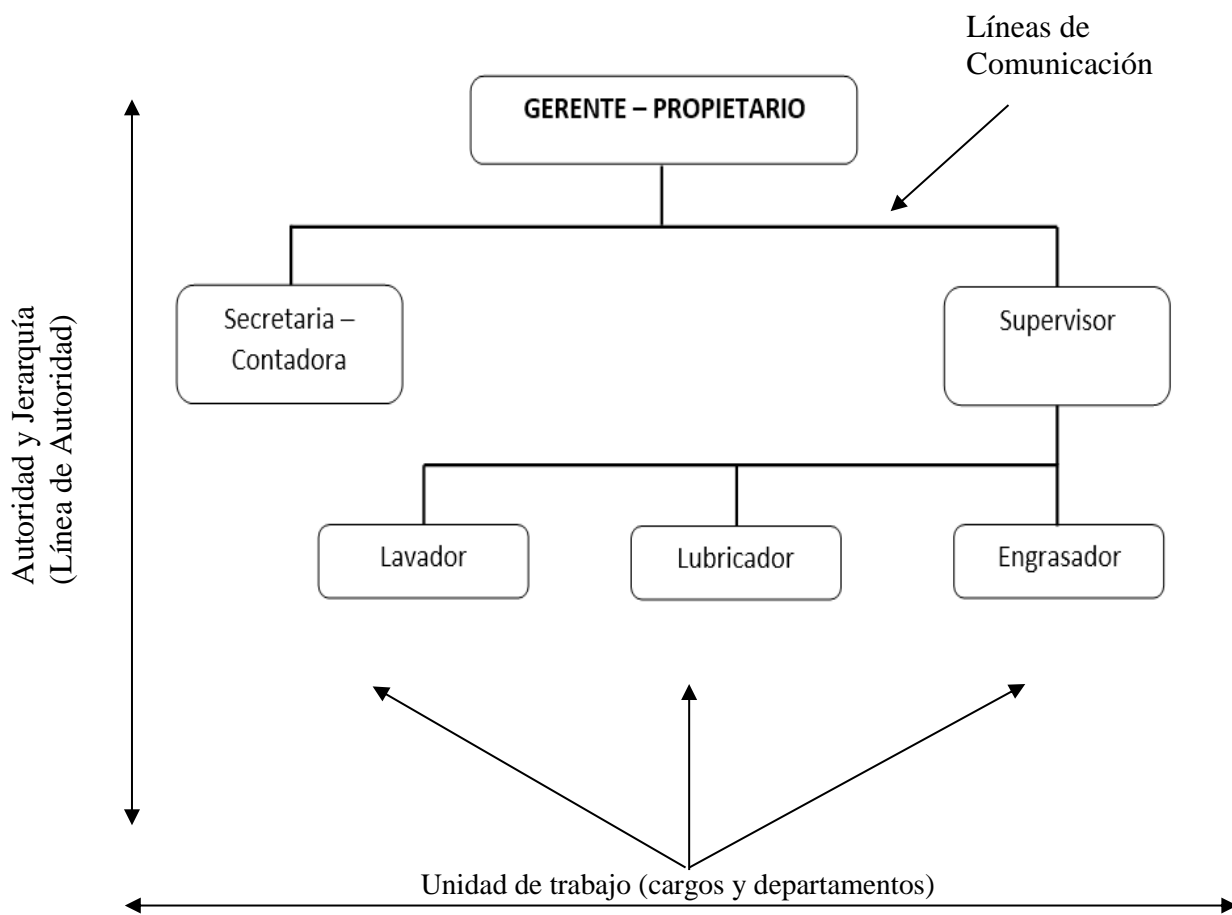 Líneas de
Comunicación
GERENTE – PROPIETARIO
Secretaria –
Contadora
Supervisor
Autoridad y Jerarquía
(Línea de Autoridad)
Lavador
Lubricador
Engrasador
Unidad de trabajo (cargos y departamentos)